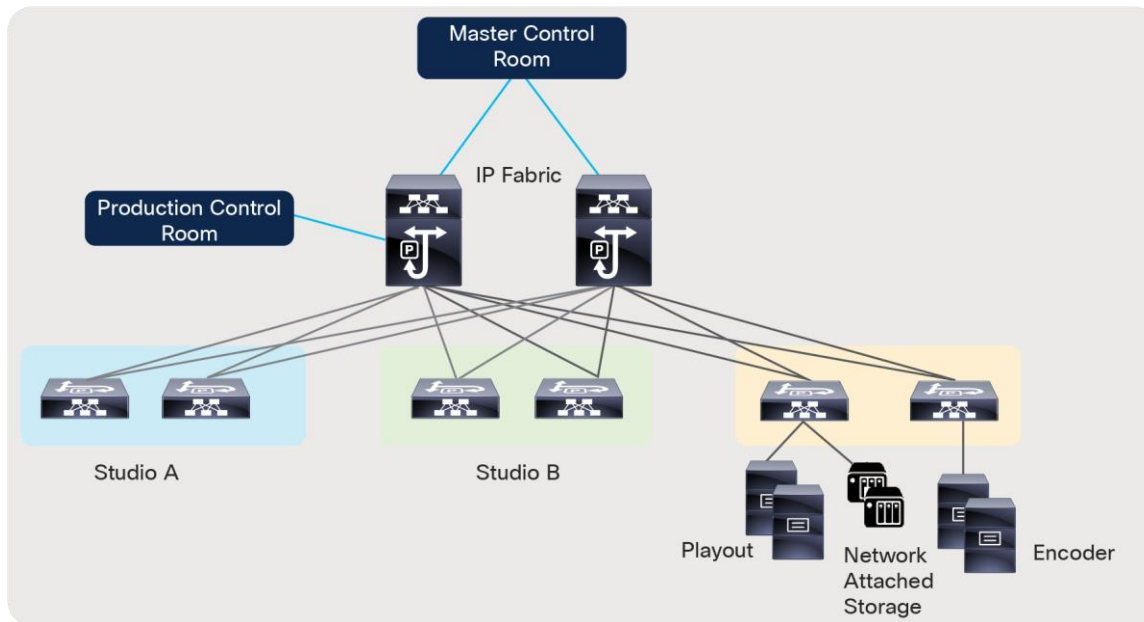 Master Control
Room
IP Fabric
Production Control
Room
P
P
Studio A
Studio B
Playout
Network
Attached
Storage
Encoder